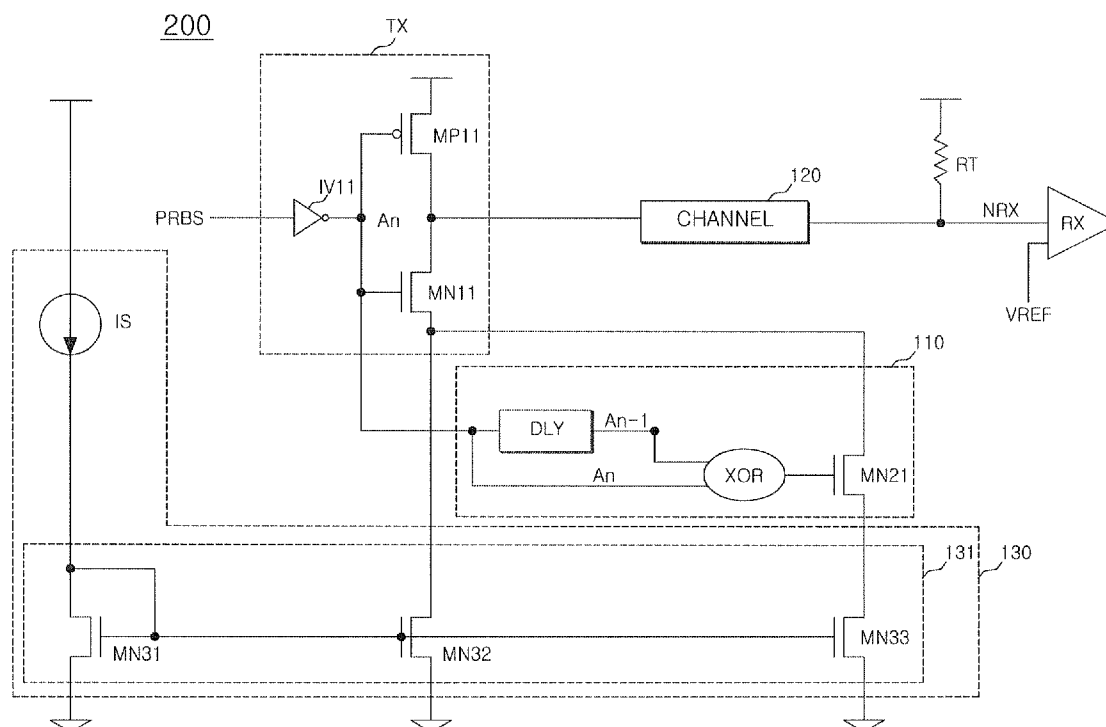 200
TX
MP11
IV11
PRBS
An
MN11
120
CHANNEL
RT
NRX
RX
VREF
IS
110
DLY
An-1
An
XOR
MN21
131
130
MN31
MN32
MN33